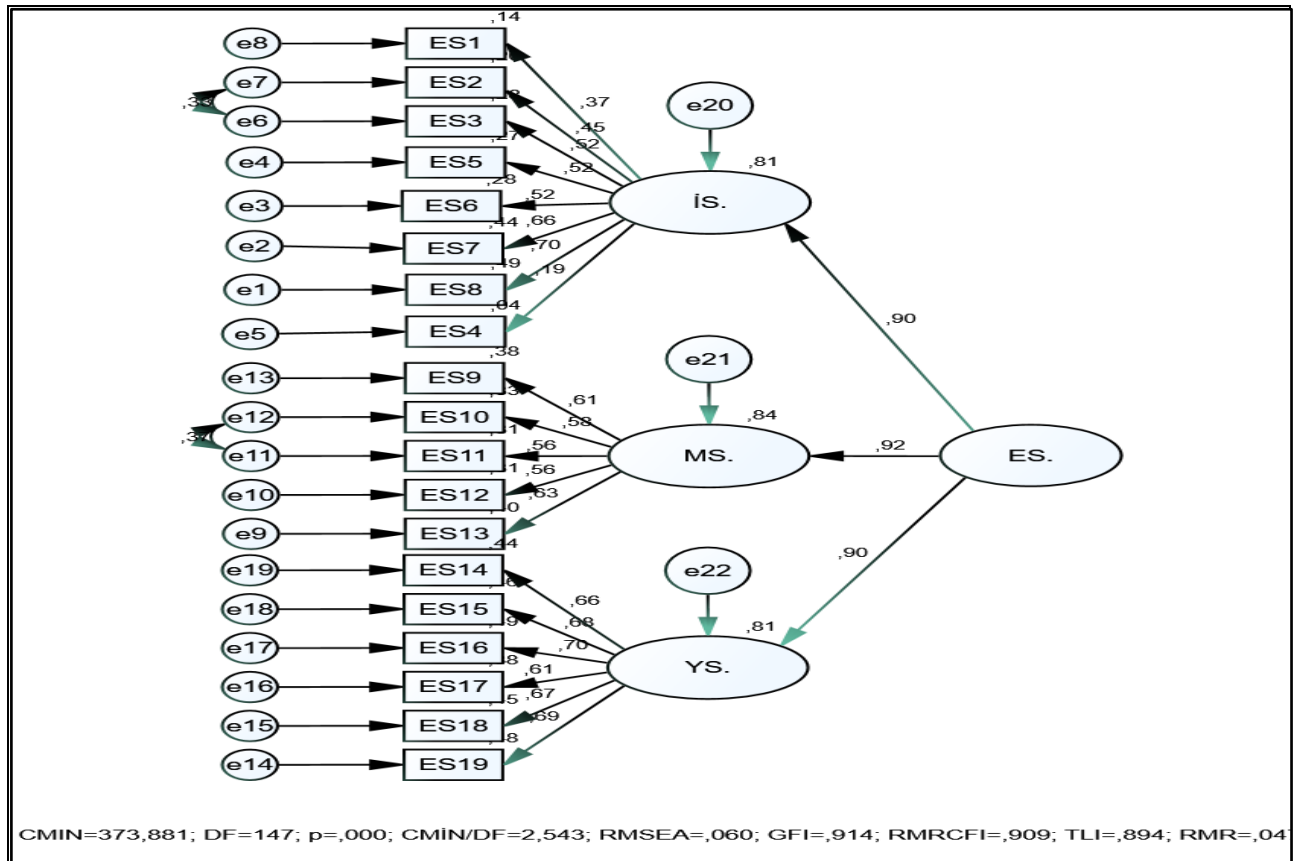 ,14
e8 ES1
e7 ES2
e6 ES3
e4 ES5
e3 ES6
e2 ES7
e1 ES8
e5 ES4
e13 ES9
e12 ES10
e11 ES11
e10 ES12
e9 ES13
e19 ES14
e18 ES15
e17 ES16
e16 ES17
e15 ES18
e14 ES19
,27
,28
,44
,49
,38
,44
,37
,45
,52
,52
,52
,66
,70
,19
e20
,81
İS.
,61
,58
,56
,56
,63
e21
,84
MS.
,66
,68
,70
,61
,67
,69
e22
,81
YS.
,90
,92
,90
ES.
CMIN=373,881; DF=147; p=,000; CMİN/DF=2,543; RMSEA=,060; GFI=,914; RMRCFI=,909; TLI=,894; RMR=,04